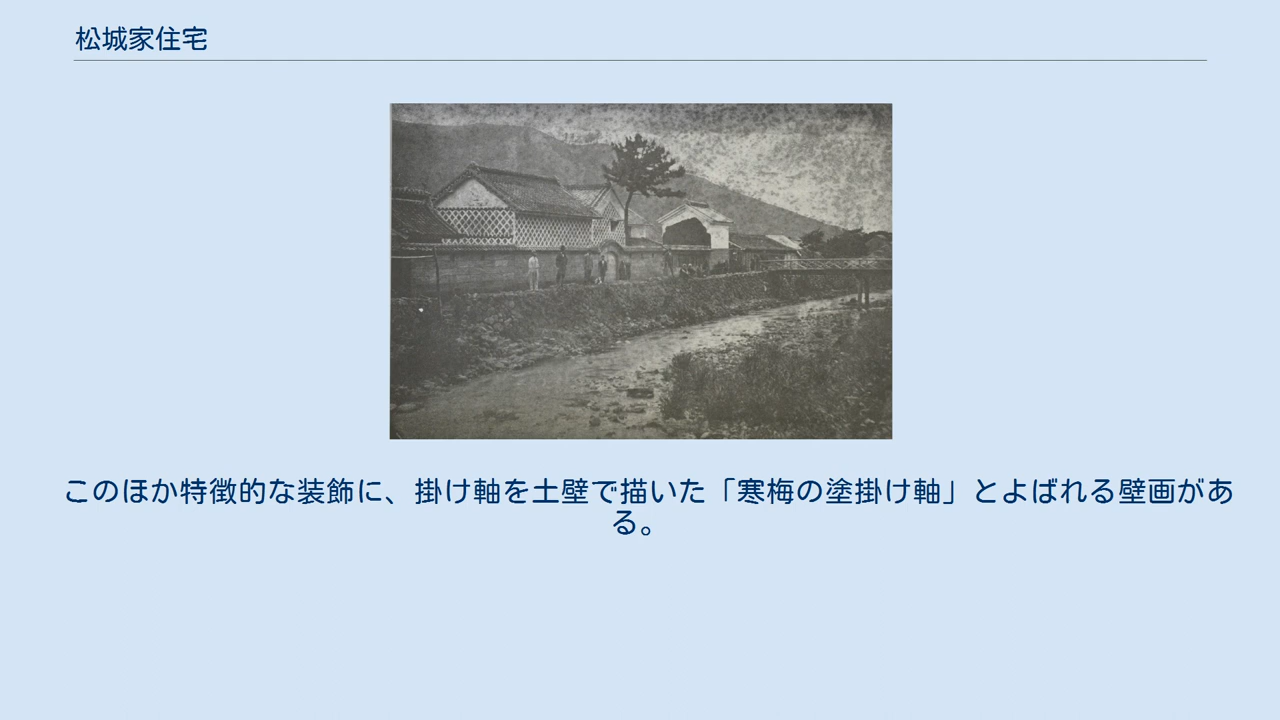 松城家住宅
このほか特徴的な装飾に、掛け軸を土壁で描いた「寒梅の塗掛け軸」とよばれる壁画があ
る。